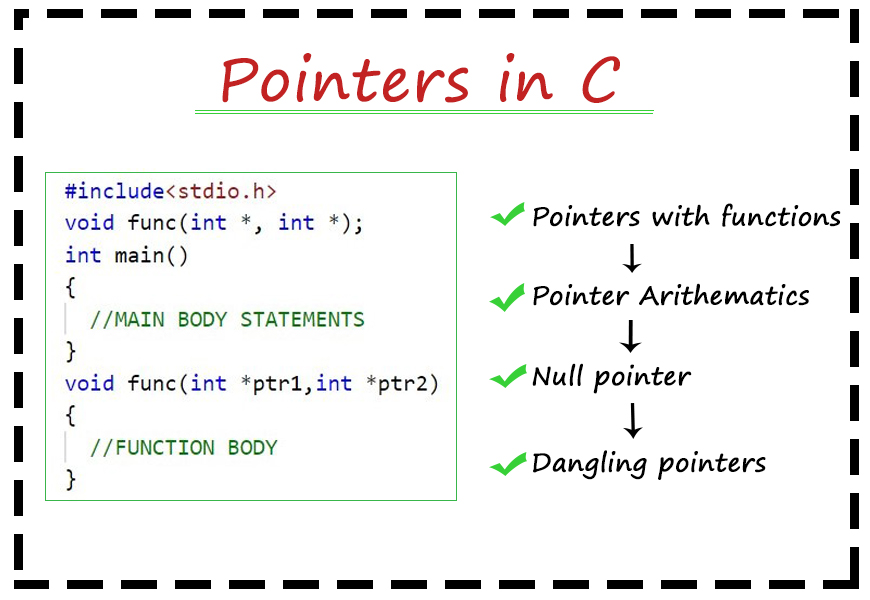 Pointers in C
#include<stdio.h>
void func(int *, int *);
int main()
{
//MAIN BODY STATEMENTS
}
void func(int *ptr1,int *ptr2)
{
//FUNCTION BODY
}
Pointers with functions
Pointer Arithematics
Null pointer
Dangling pointers